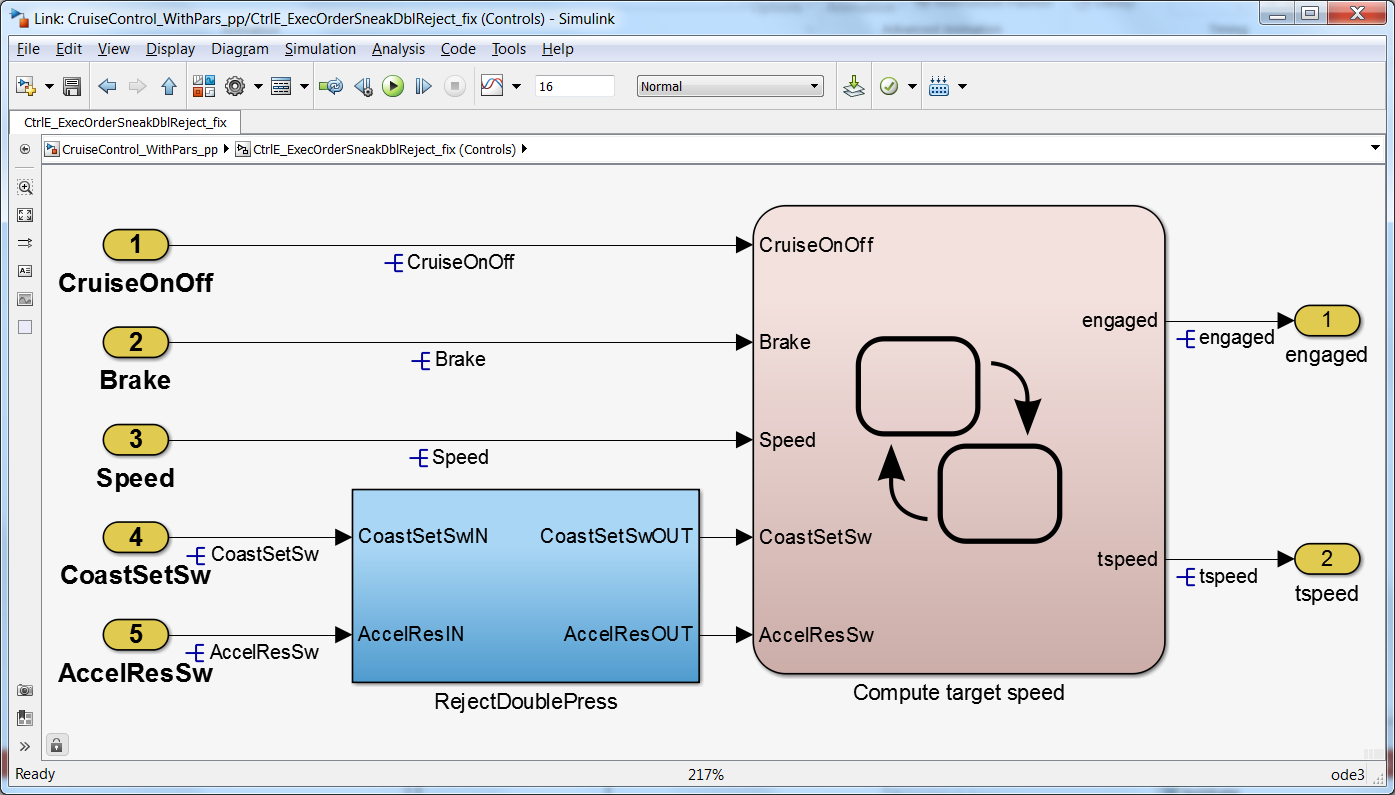 Link: CruiseControl_WithPars_pp/CtrlE_ExecOrderSneakDblReject_fix (Controls) - Simulink
File Edit View Display Diagram Simulation Analysis Code Tools Help
16 Normal
CtrlE_ExecOrderSneakDblReject_fix
CruiseControl_WithPars_pp CtrlE_ExecOrderSneakDblReject_fix (Controls)
1
CruiseOnOff
CruiseOnOff
CruiseOnOff
2
Brake
Brake
Brake
3
Speed
Speed
Speed
4
CoastSetSw
CoastSetSw
CoastSetSwIN CoastSetSwOUT
CoastSetSw
5
AccelResSw
AccelResSw
AccelResIN AccelResOUT
AccelResSw
RejectDoublePress
Compute target speed
engaged
engaged
1
engaged
tspeed
tspeed
2
tspeed
Ready 217% ode3